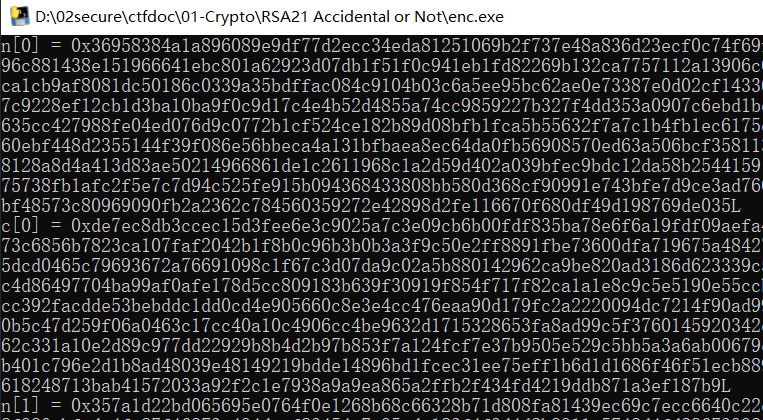 D:\02secure\ctfdoc\01-Crypto\RSA21 Accidental or Not\enc.exe
n[0] = 0x36958384a1a896089e9df77d2ecc34eda81251069b2f737e48a836d23ecf0c74f69
96c881438e151966641ebc801a62923d07db1f51f0c941eb1fd82269b132ca7757112a13906c
ca1cb9af8081dc50186c0339a35bdffac084c9104b03c6a5ee95bc62ae0e73387e0d02cf1433
7c9228ef12cb1d3ba10ba9f0c9d17c4e4b52d4855a74cc9859227b327f4dd353a0907c6ebd1b
635cc427988fe04ed076d9c0772b1cf524ce182b89d08bfb1fca5b55632f7a7c1b4fb1ec6175
60ebf448d2355144f39f086e56bbeca4a131bfbaea8ec64da0fb56908570ed63a506bcf35811
8128a8d4a413d83ae50214966861de1c2611968c1a2d59d402a039bfec9bdc12da58b2544159
75738fb1afc2f5e7c7d94c525fe915b094368433808bb580d368cf90991e743bfe7d9ce3ad76
bf48573c80969090fb2a2362c784560359272e42898d2fe116670f680df49d198769de035L
c[0] = 0xde7ec8db3ccec15d3fee6e3c9025a7c3e09cb6b00fdf835ba78e6f6a19fdf09aefa
73c6856b7823ca107faf2042b1f8b0c96b3b0b3a3f9c50e2ff8891fbe73600dfa719675a4842
5dcd0465c79693672a76691098c1f67c3d07da9c02a5b880142962ca9be820ad3186d623339c
c4d86497704ba99af0afe178d5cc809183b639f30919f854f717f82ca1a1e8c9c5e5190e55cc
cc392facdde53bebddc1dd0cd4e905660c8e3e4cc476eaa90d179fc2a2220094dc7214f90ad9
0b5c47d259f06a0463c17cc40a10c4906cc4be9632d1715328653fa8ad99c5f3760145920342
62c331a10e2d89c977dd22929b8b4d2b97b853f7a124fcf7e37b9505e529c5bb5a3a6ab00679
b401c796e2d1b8ad48039e48149219bdde14896bd1fcec31ee75eff1b6d1d1686f46f51ecb88
618248713bab41572033a92f2c1e7938a9a9ea865a2ffb2f434fd4219ddb871a3ef187b9L
n[1] = 0x357a1d22bd065695e0764f0e1268b68c66328b71d808fa81439ec69c7ecc6640c22